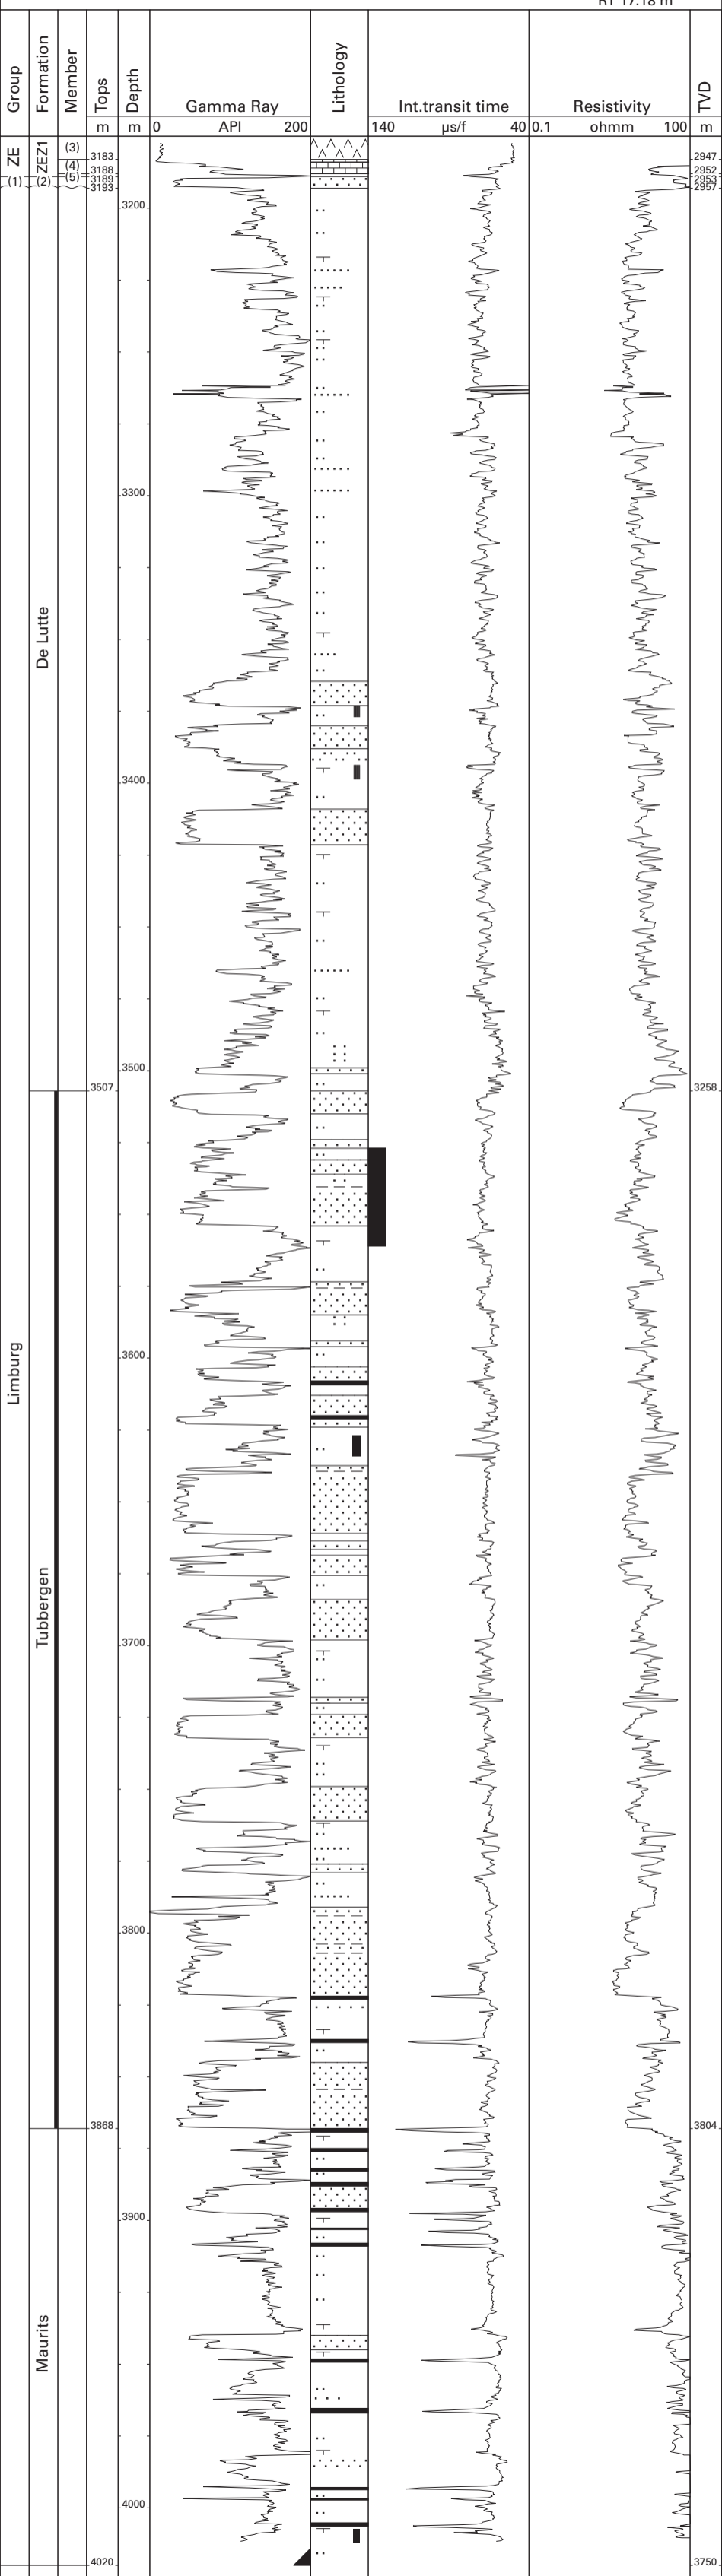 RT 17.18 m
Group
Formation
Member
Tops
Depth
Gamma Ray
Lithology
Int.transit time
Resistivity
TVD
m
m
0 API 200
140 µs/f 40
0.1 ohmm 100
m
ZE
ZEZ1
(3)
3183
2947
(4)
3188
2952
(1)
(2)
(5)
3189
2953
3193
2957
3200
3300
De Lutte
3400
3500
3507
3258
Limburg
3600
Tubbergen
3700
3800
3868
3804
3900
Maurits
4000
4020
3750